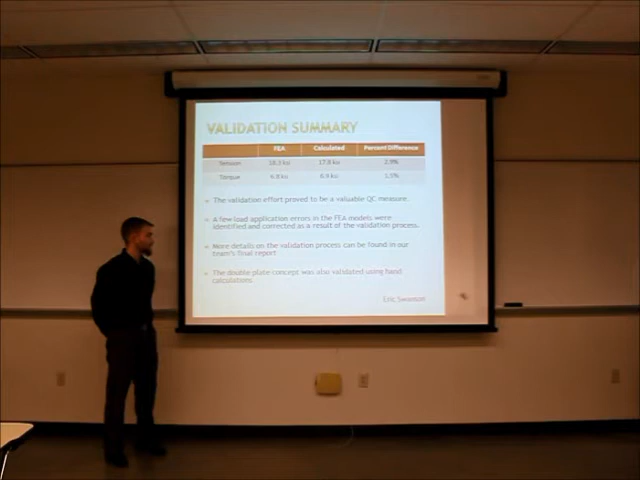 VALIDATION SUMMARY
FEA Calculated Percent Difference
Tension 18.3 ksi 17.8 ksi 2.9%
Torque 6.8 ksi 6.9 ksi 1.5%
The validation effort proved to be a valuable QC measure.
A few load application errors in the FEA models were
identified and corrected as a result of the validation process.
More details on the validation process can be found in our
team's final report
The double plate concept was also validated using hand
calculations
Eric Swanson